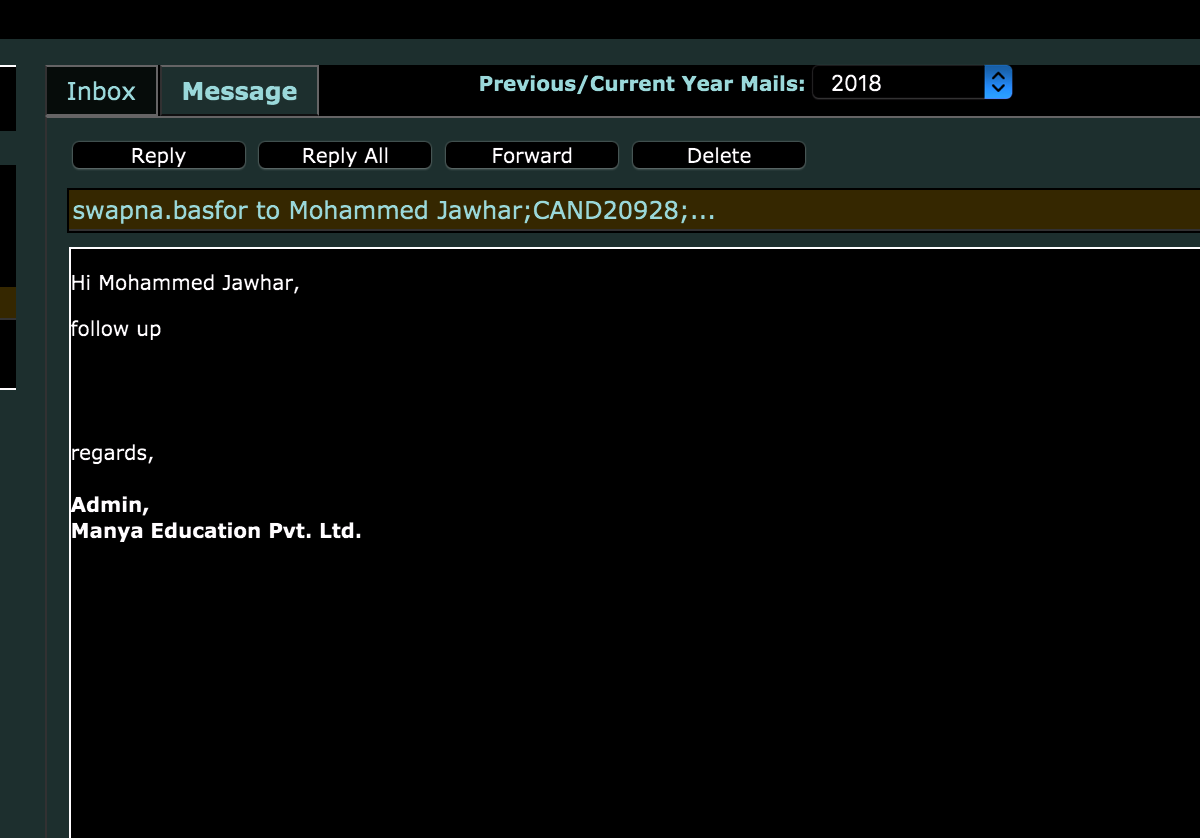 Inbox
Message
Previous/Current Year Mails: 2018
Reply
Reply All
Forward
Delete
swapna.basfor to Mohammed Jawhar;CAND20928;...
Hi Mohammed Jawhar,
follow up
regards,
Admin,
Manya Education Pvt. Ltd.